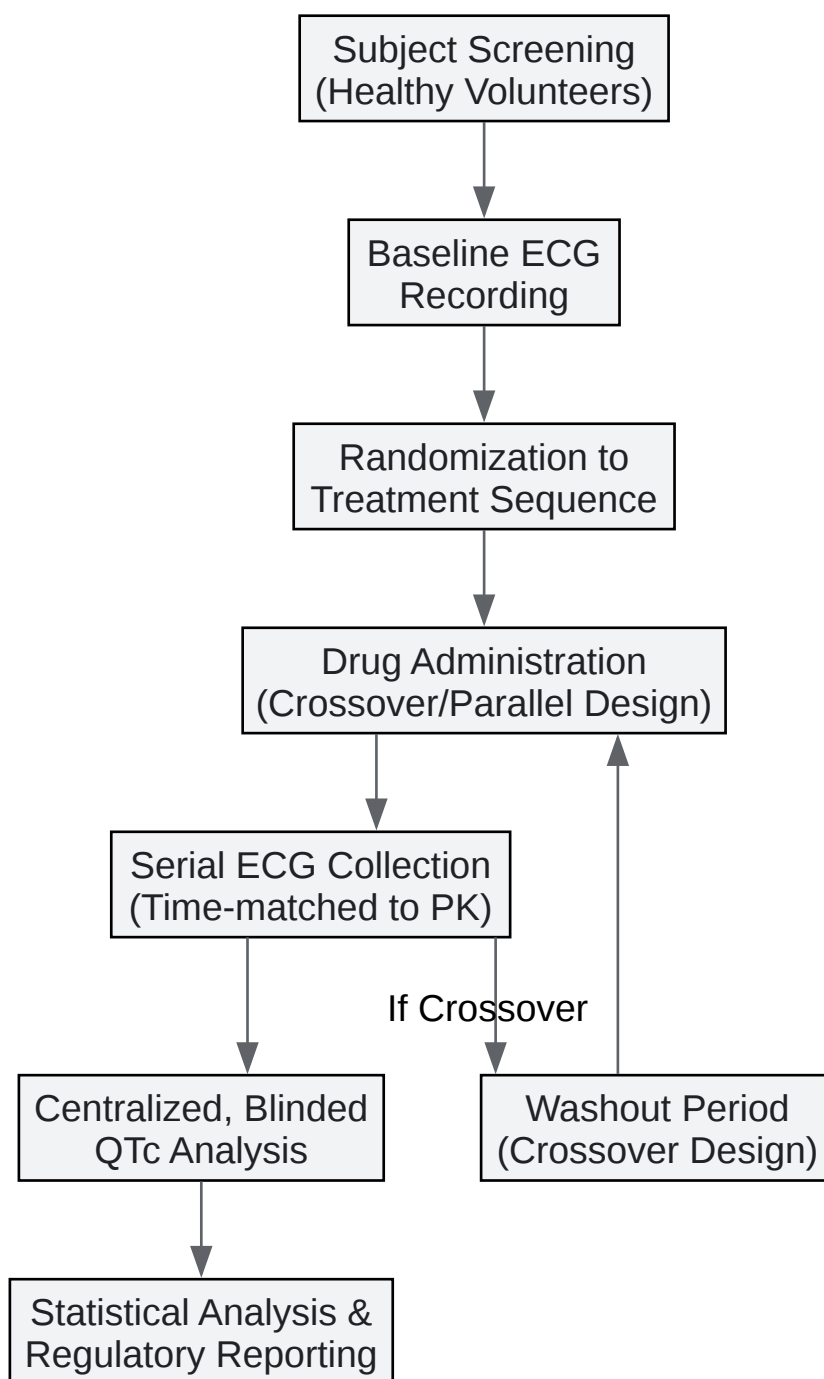 Subject Screening
(Healthy Volunteers)
Baseline ECG
Recording
Randomization to
Treatment Sequence
Drug Administration
(Crossover/Parallel Design)
Serial ECG Collection
(Time-matched to PK)
If Crossover
Centralized, Blinded
QTc Analysis
Washout Period
(Crossover Design)
Statistical Analysis &
Regulatory Reporting